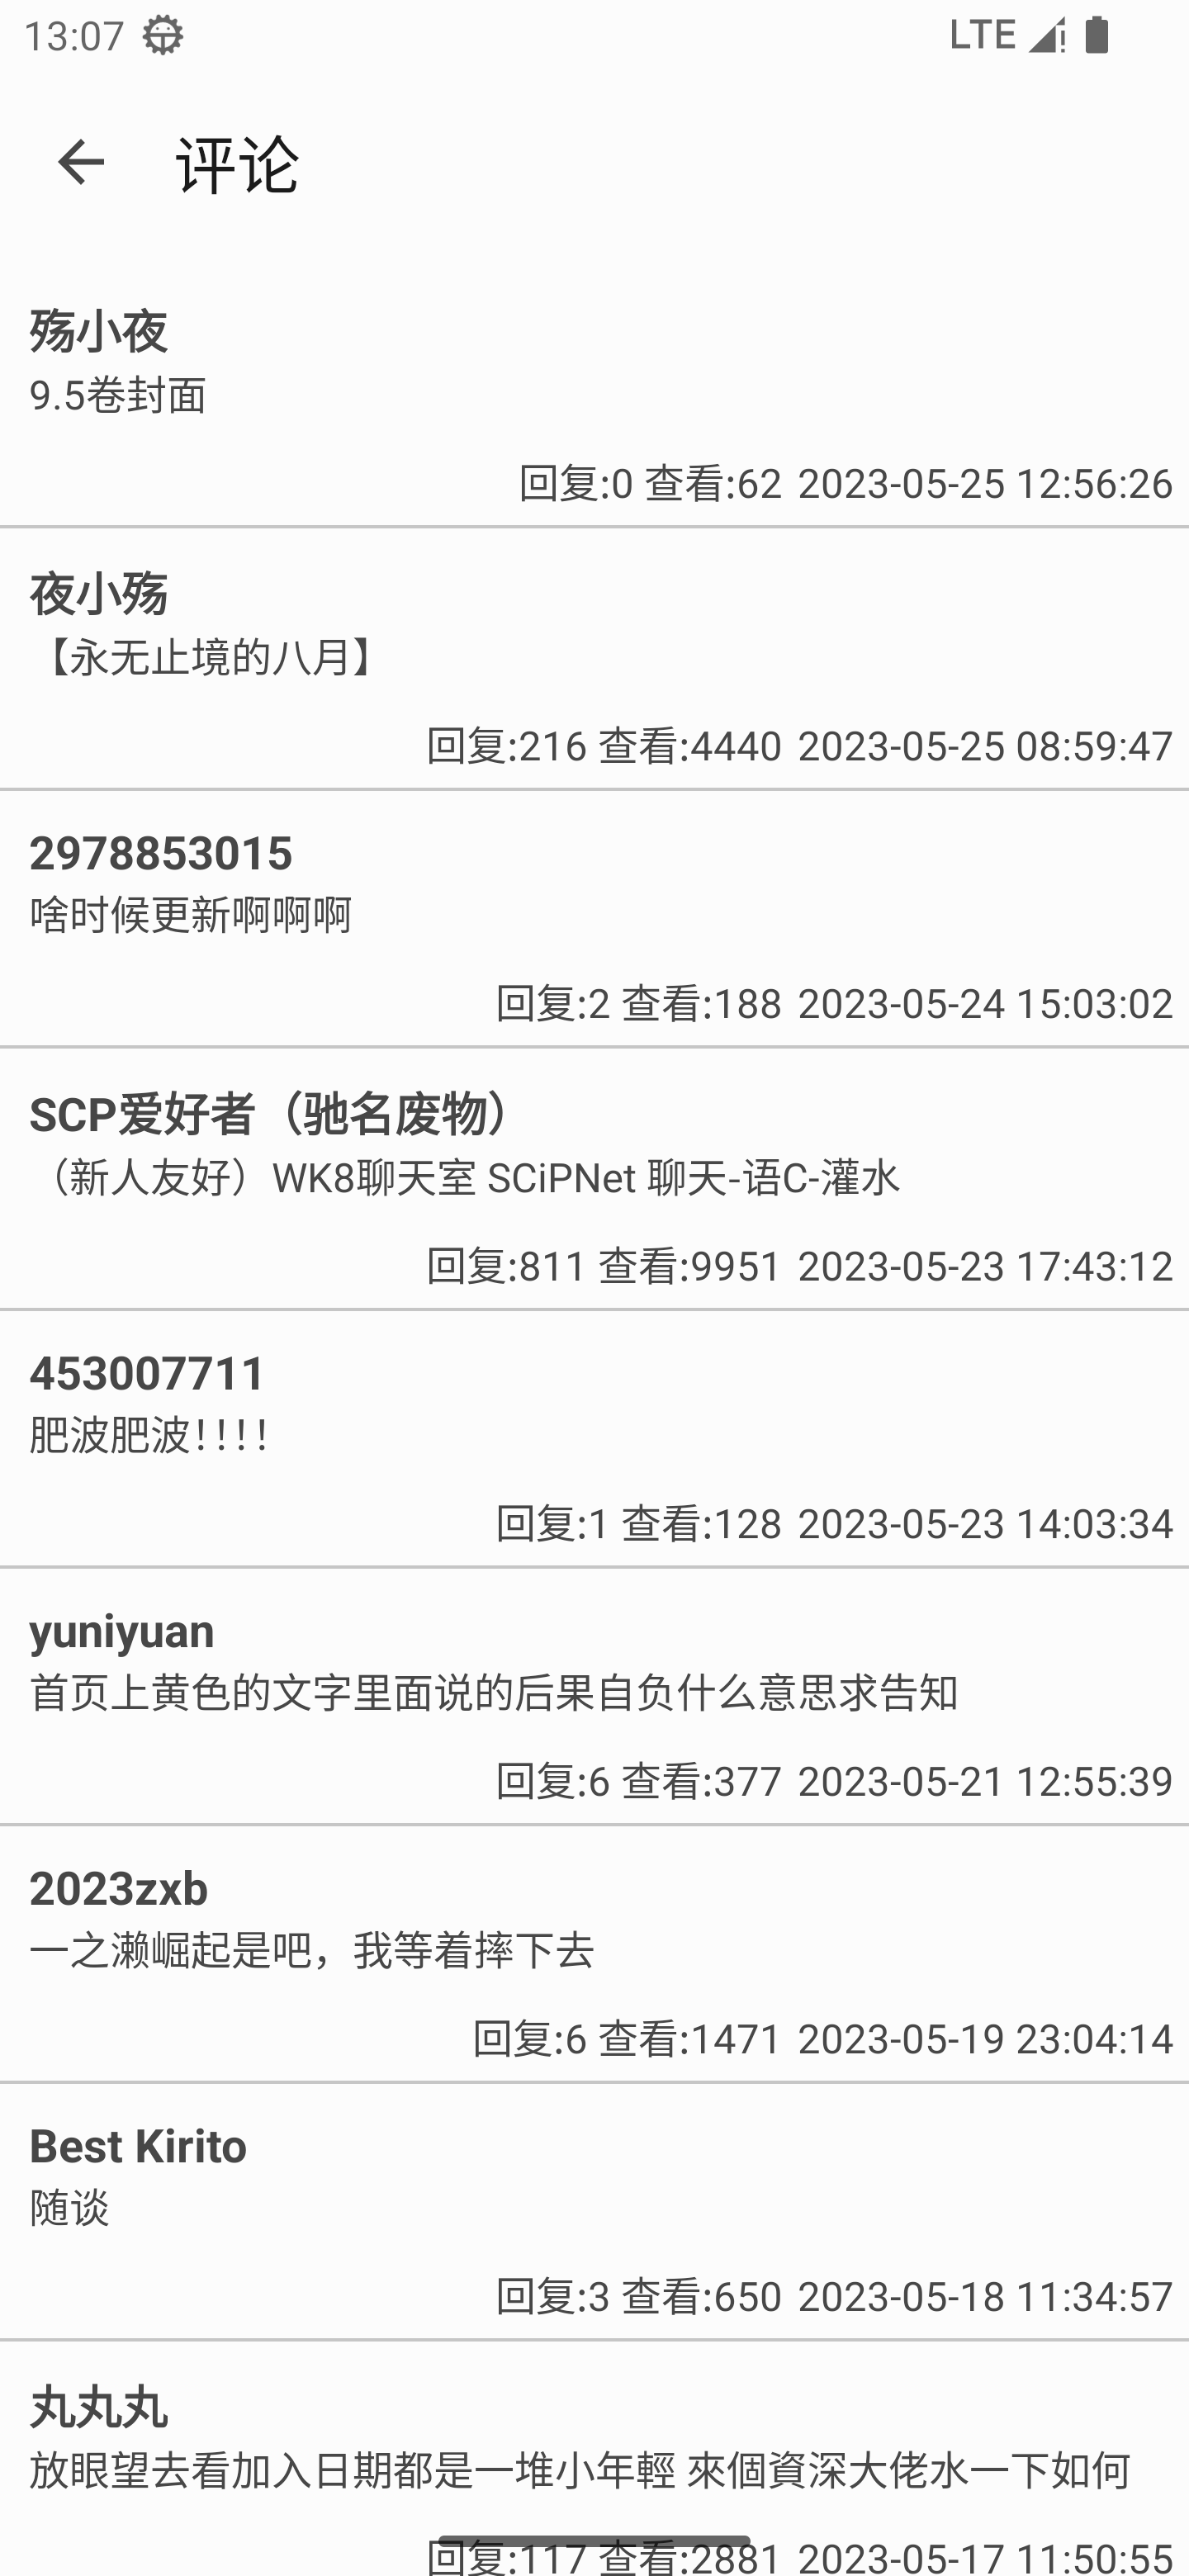 13:07 LTE
评论
殇小夜
9.5卷封面
回复:0 查看:62 2023-05-25 12:56:26
夜小殇
【永无止境的八月】
回复:216 查看:4440 2023-05-25 08:59:47
2978853015
啥时候更新啊啊啊
回复:2 查看:188 2023-05-24 15:03:02
SCP爱好者（驰名废物）
（新人友好）WK8聊天室 SCiPNet 聊天-语C-灌水
回复:811 查看:9951 2023-05-23 17:43:12
453007711
肥波肥波！！！！
回复:1 查看:128 2023-05-23 14:03:34
yuniyuan
首页上黄色的文字里面说的后果自负什么意思求告知
回复:6 查看:377 2023-05-21 12:55:39
2023zxb
一之濑崛起是吧，我等着摔下去
回复:6 查看:1471 2023-05-19 23:04:14
Best Kirito
随谈
回复:3 查看:650 2023-05-18 11:34:57
丸丸丸
放眼望去看加入日期都是一堆小年輕 來個資深大佬水一下如何
回复:117 查看:2881 2023-05-17 11:50:55